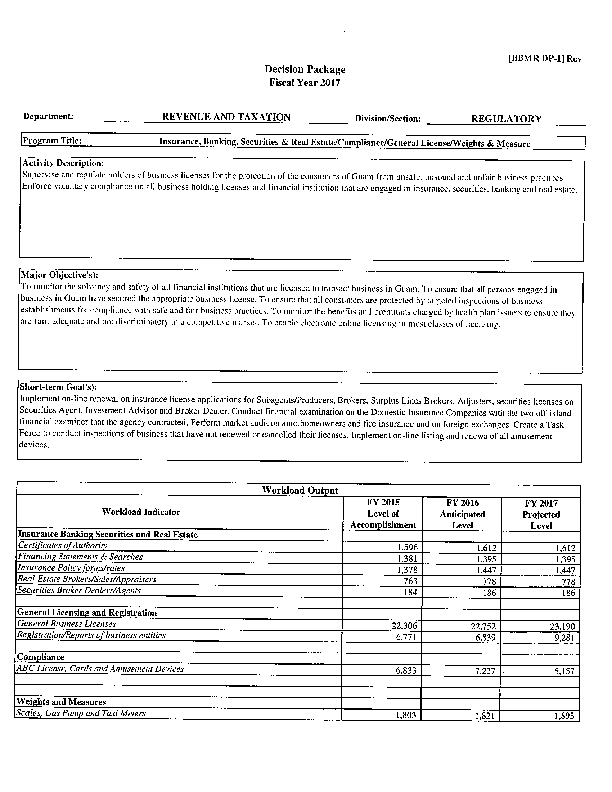 [BBMR DP-1] Rev
Decision Package
Fiscal Year 2017
Department: REVENUE AND TAXATION Division/Section: REGULATORY
Program Title: Insurance, Banking, Securities & Real Estate/Compliance/General License/Weights & Measure
Activity Description:
Supervise and regulate holders of business licenses for the protection of the consumers of Guam from unsafe, unsound and unfair business practices.
Enforce voluntary compliance on all business holding licenses and financial institution that are engaged in insurance, securities, banking and real estate.
Major Objective's):
To monitor the solvency and safety of all financial institutions that are licensed to transact business in Guam. To ensure that all persons engaged in
business in Guam have secured the appropriate business license. To ensure that all consumers are protected by targeted inspections of business
establishments for compliance with safe and fair business practices. To monitor the benefits and premiums charged by health plan issuers to ensure they
are fair, adequate and not discriminatory in a competitive market. To enable electronic online licensing in most classes of licensing.
Short-term Goal's):
Implement on-line renewal on insurance license applications for Subagents/Producers, Brokers, Surplus Lines Brokers, Adjusters, securities licenses on
Securities Agent, Investment Advisor and Broker Dealer. Conduct financial examination on the Domestic Insurance Companies with the two off-island
financial examiner that the agency contracted. Perform market audit on auto, homeowners and fire insurance and on foreign exchanges. Create a Task
Force to conduct inspections of business that have not renewed or cancelled their licenses. Implement on-line listing and renewal of all amusement
devices.
Workload Output
Workload Indicator FY 2015 Level of Accomplishment FY 2016 Anticipated Level FY 2017 Projected Level
Insurance Banking Securities and Real Estate
Certificates of Authority 1,596 1,612 1,612
Financing Statements & Searches 1,381 1,395 1,395
Insurance Policy forms/rates 1,378 1,447 1,447
Real Estate Brokers/Sales/Appraisers 763 778 778
Securities Broker Dealers/Agents 184 186 186
General Licensing and Registration
General Business Licenses 22,306 22,752 23,190
Registration/Reports of business entities 6,771 6,839 9,281
Compliance
ABC License, Cards and Amusement Devices 6,833 7,227 5,157
Weights and Measures
Scales, Gas Pump and Taxi Meters 1,803 1,821 1,895